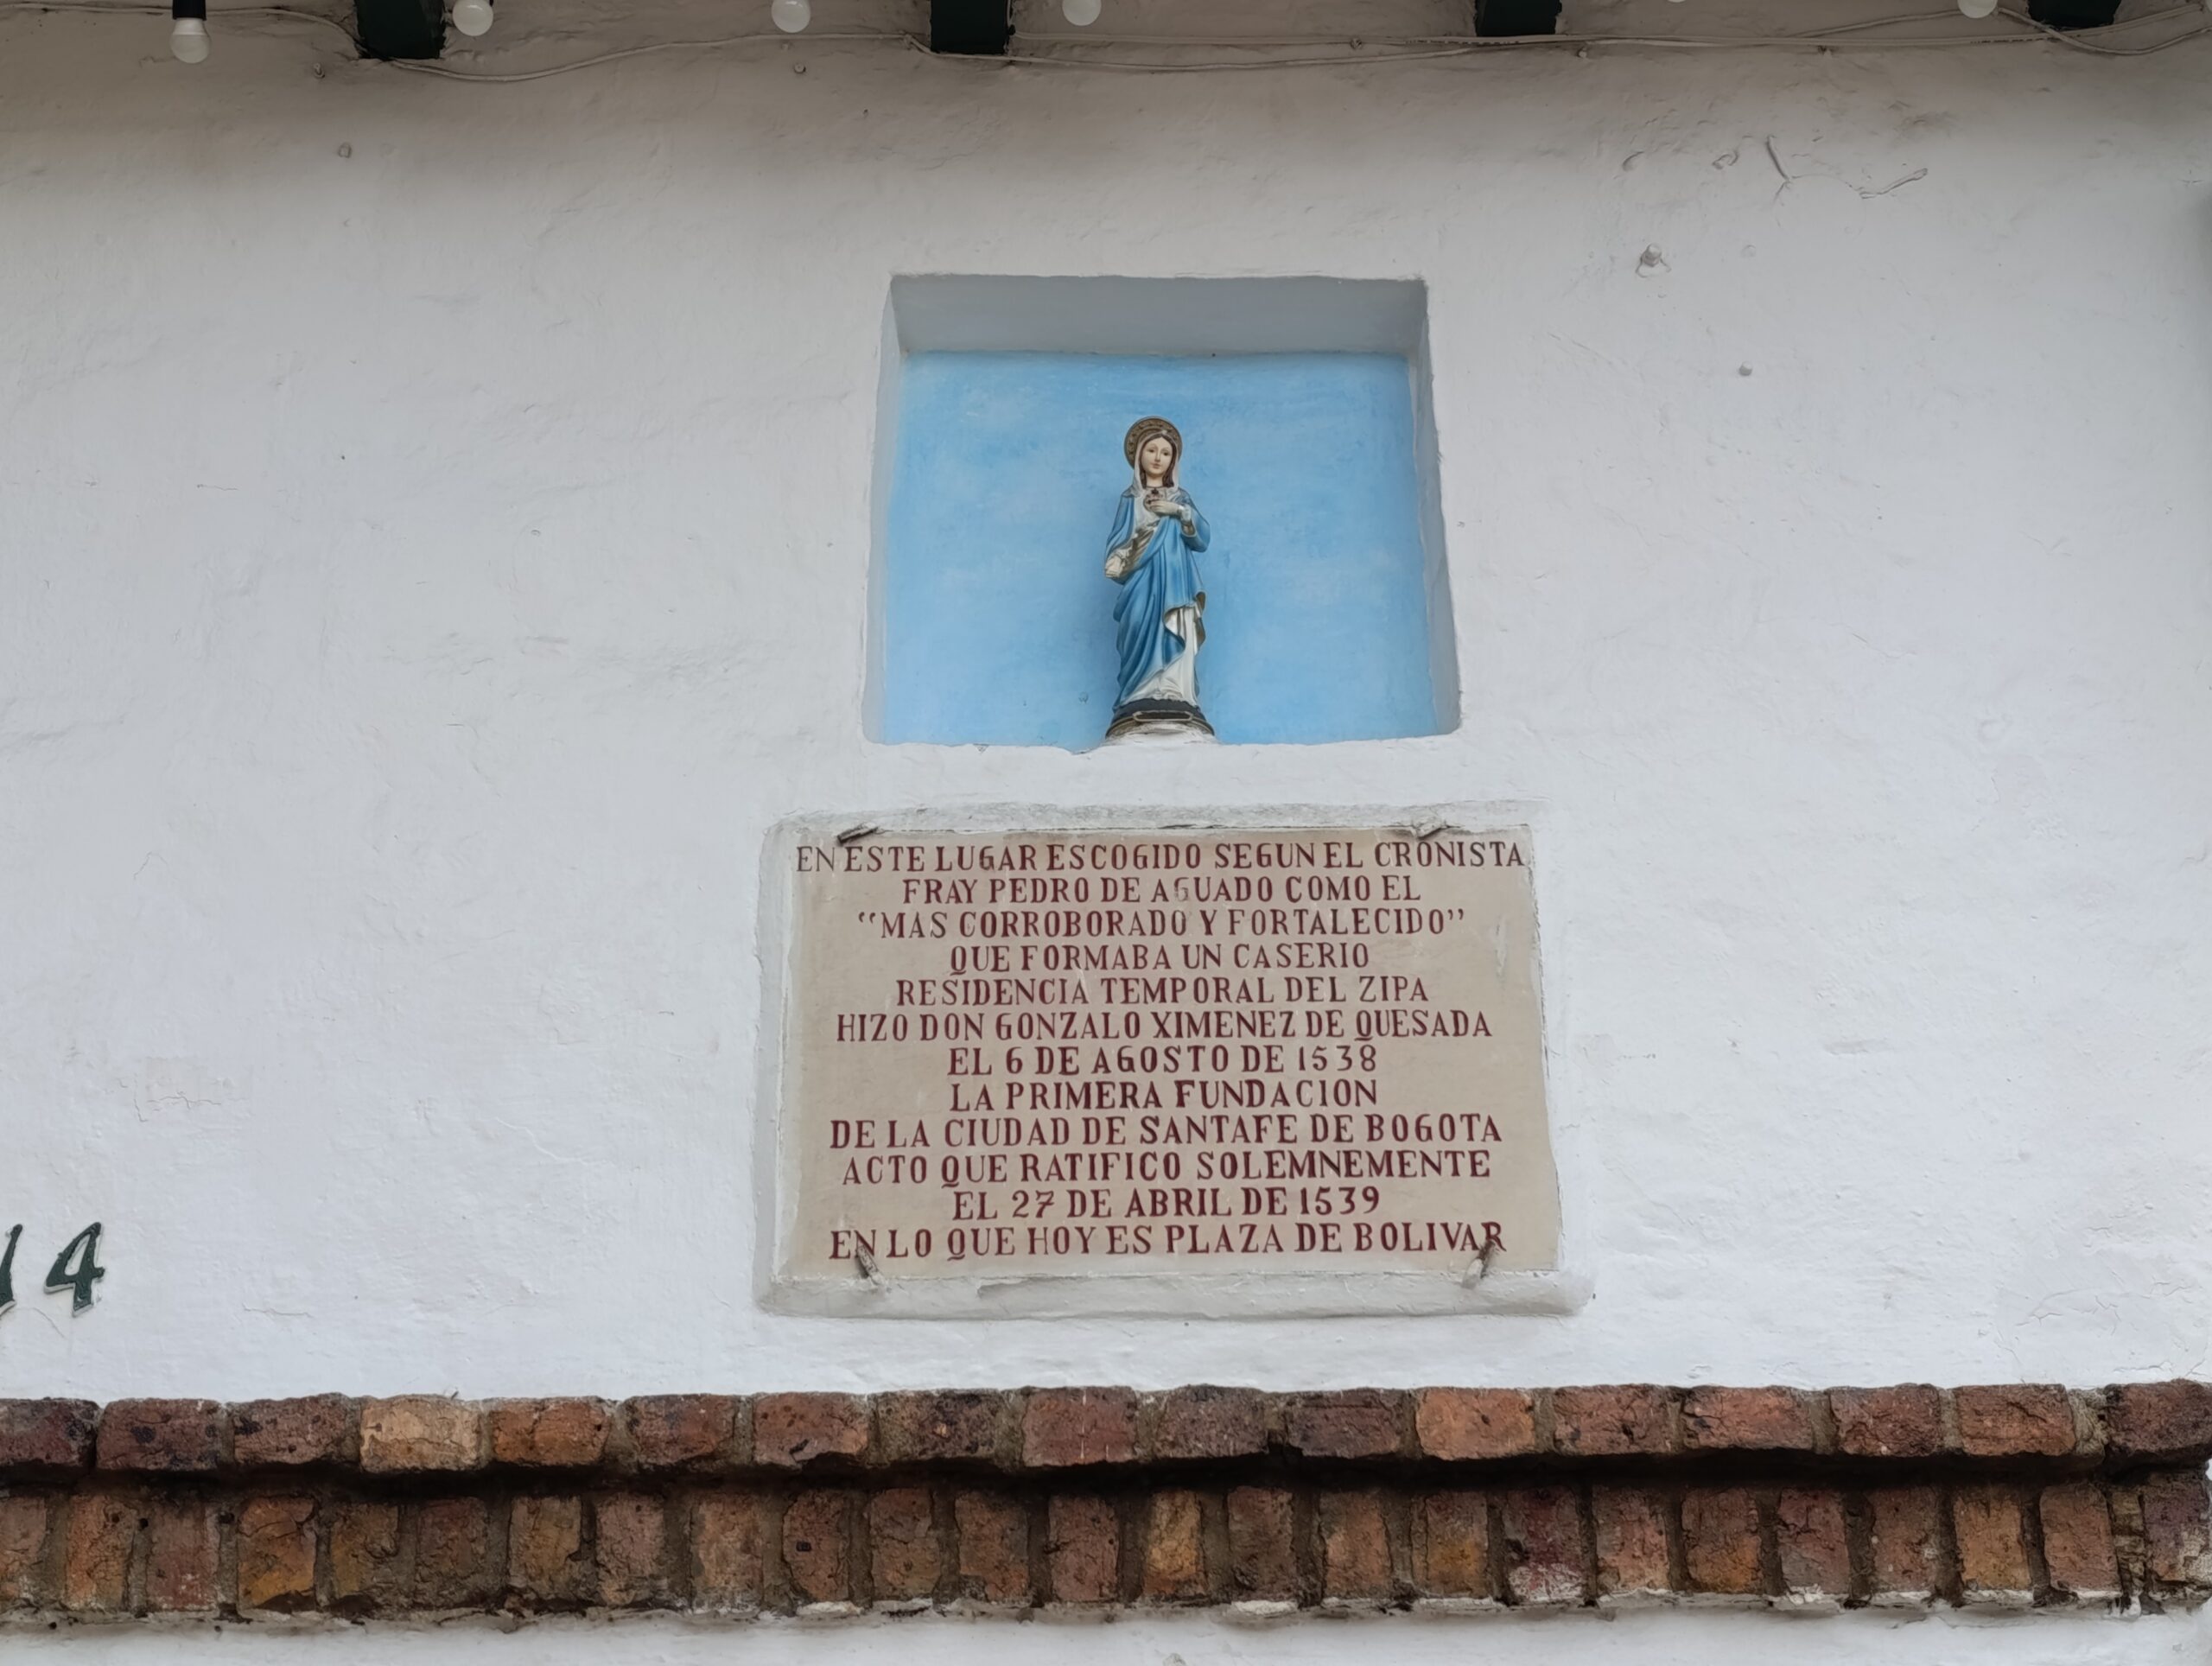 EN ESTE LUGAR ESCOGIDO SEGUN EL CRÓNISTA
FRAY PEDRO DE AGUADO COMO EL
“MAS CORROBORADO Y FORTALECIDO”
QUE FORMABA UN CASERIO
RESIDENCIA TEMPORAL DEL ZIPA
HIZO DON GONZALO XIMENEZ DE QUESADA
EL 6 DE AGOSTO DE 1538
LA PRIMERA FUNDACION
DE LA CIUDAD DE SANTAFE DE BOGOTA
ACTO QUE RATIFICO SOLEMNEMENTE
EL 27 DE ABRIL DE 1539
EN LO QUE HOY ES PLAZA DE BOLIVAR
14